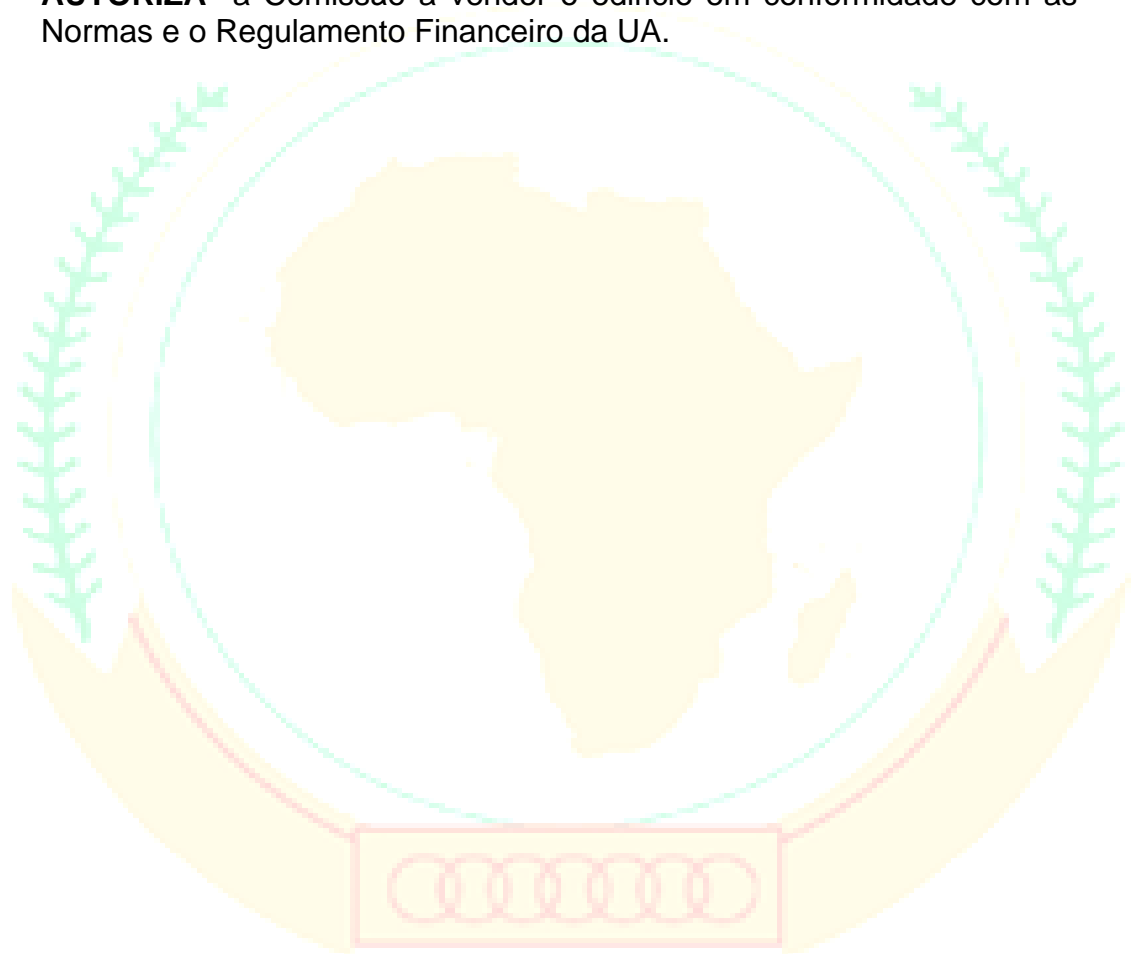 AUTORIZA a Comissão a vender o edifício em conformidade com as
Normas e o Regulamento Financeiro da UA.